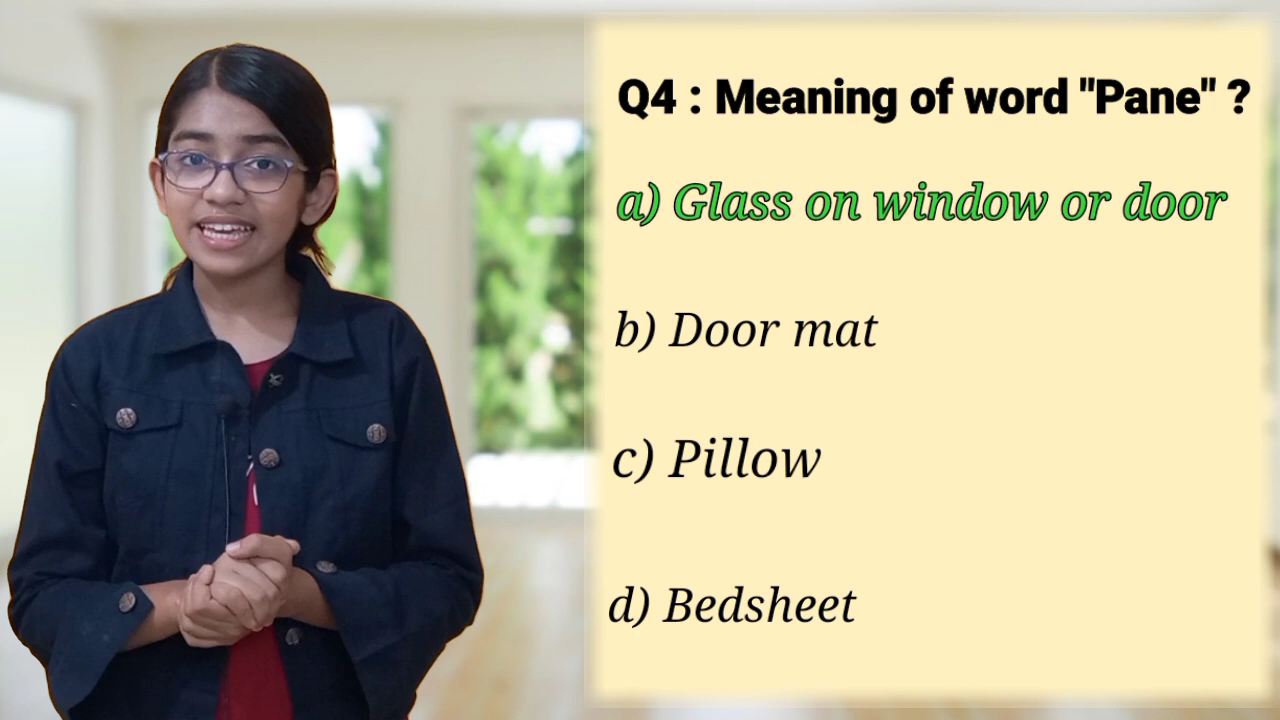 Q4 : Meaning of word "Pane" ?
a) Glass on window or door
b) Door mat
c) Pillow
d) Bedsheet